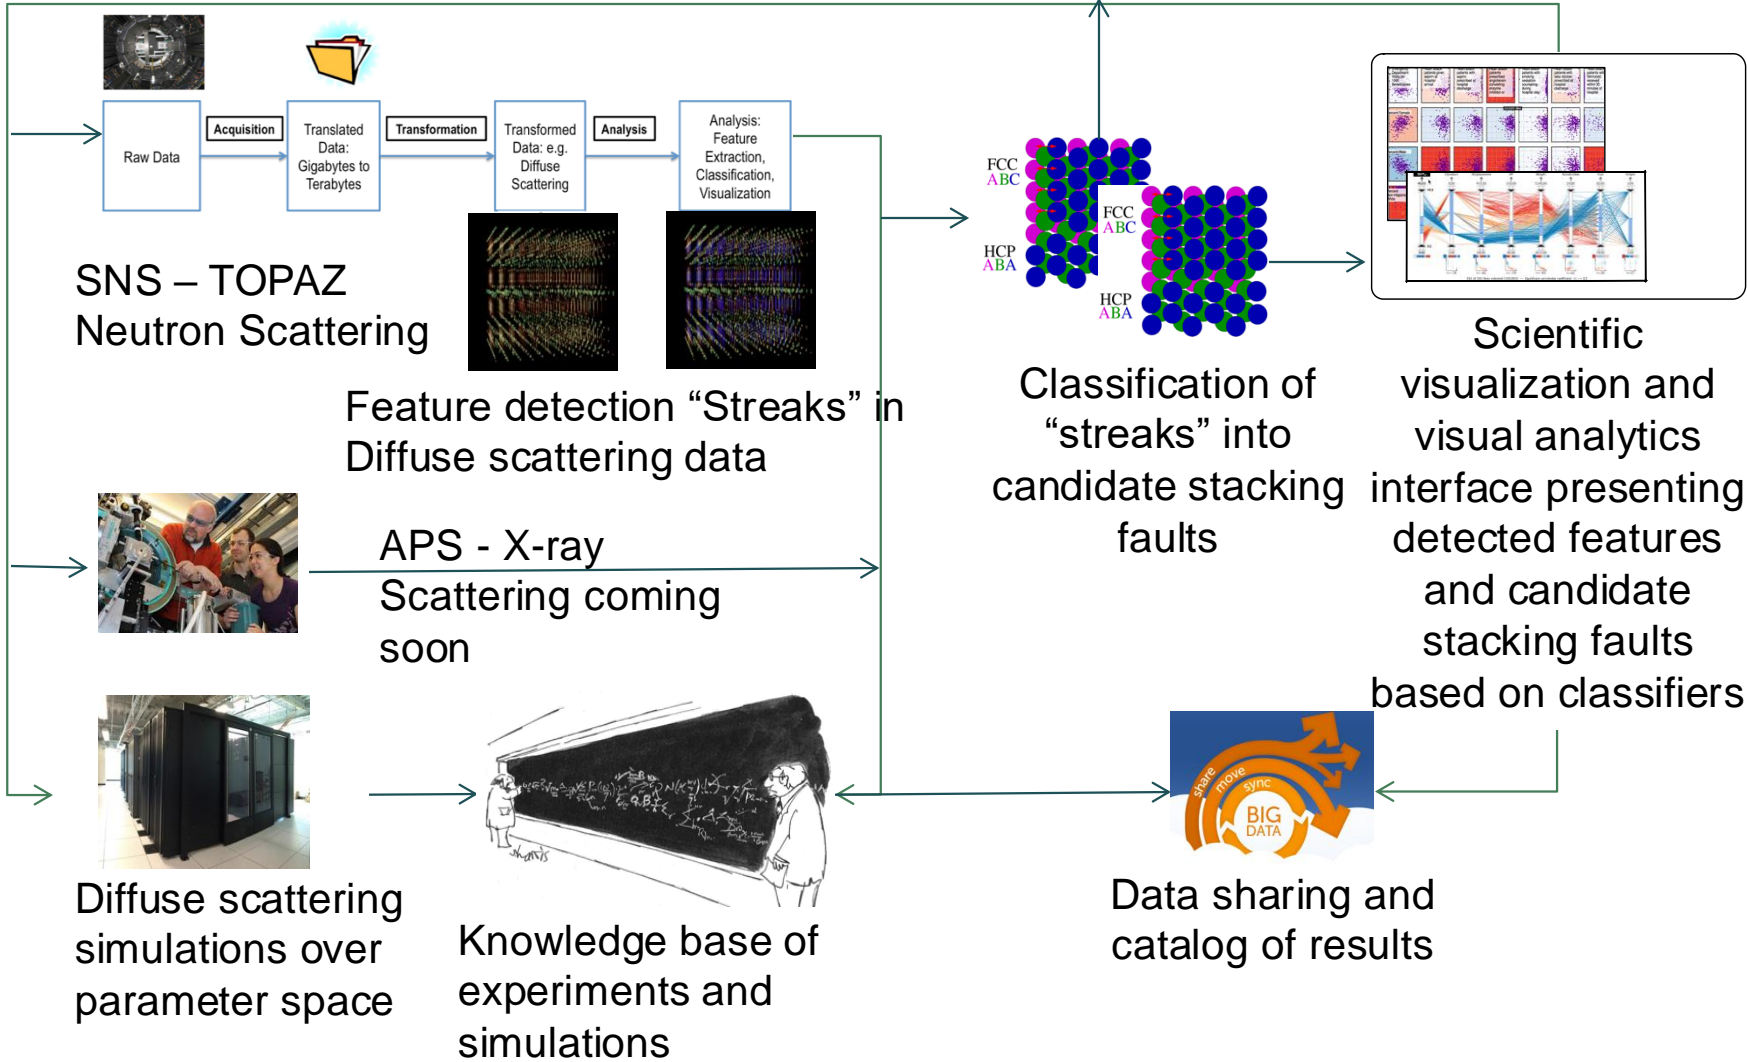 Raw Data
Acquisition
Translated
Data:
Gigabytes to
Terabytes
Transformation
Transformed
Data: e.g.
Diffuse
Scattering
Analysis
Analysis:
Feature
Extraction,
Classification,
Visualization
SNS – TOPAZ
Neutron Scattering
Feature detection “Streaks” in
Diffuse scattering data
FCC
ABC
HCP
ABA
FCC
ABC
HCP
ABA
Classification of
“streaks” into
candidate stacking
faults
Scientific
visualization and
visual analytics
interface presenting
detected features
and candidate
stacking faults
based on classifiers
APS - X-ray
Scattering coming
soon
share
move
sync
BIG
DATA
Diffuse scattering
simulations over
parameter space
Knowledge base of
experiments and
simulations
Data sharing and
catalog of results